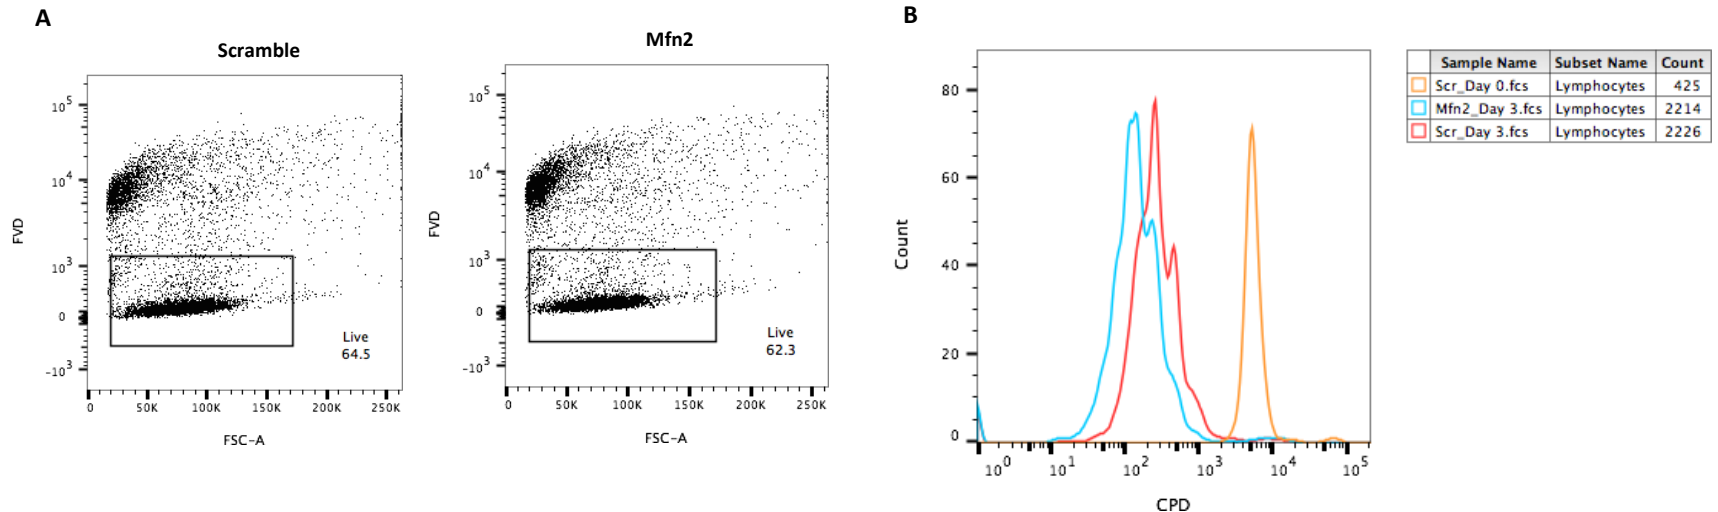 A
Scramble
10^5
10^4
10^3
0
-10^3
FVD
Live
64.5
0 50K 100K 150K 200K 250K
FSC-A
Mfn2
10^5
10^4
10^3
0
-10^3
FVD
Live
62.3
0 50K 100K 150K 200K 250K
FSC-A
B
80
60
40
20
0
Count
10^0 10^1 10^2 10^3 10^4 10^5
CPD
Sample Name Subset Name Count
Scr_Day 0.fcs Lymphocytes 425
Mfn2_Day 3.fcs Lymphocytes 2214
Scr_Day 3.fcs Lymphocytes 2226